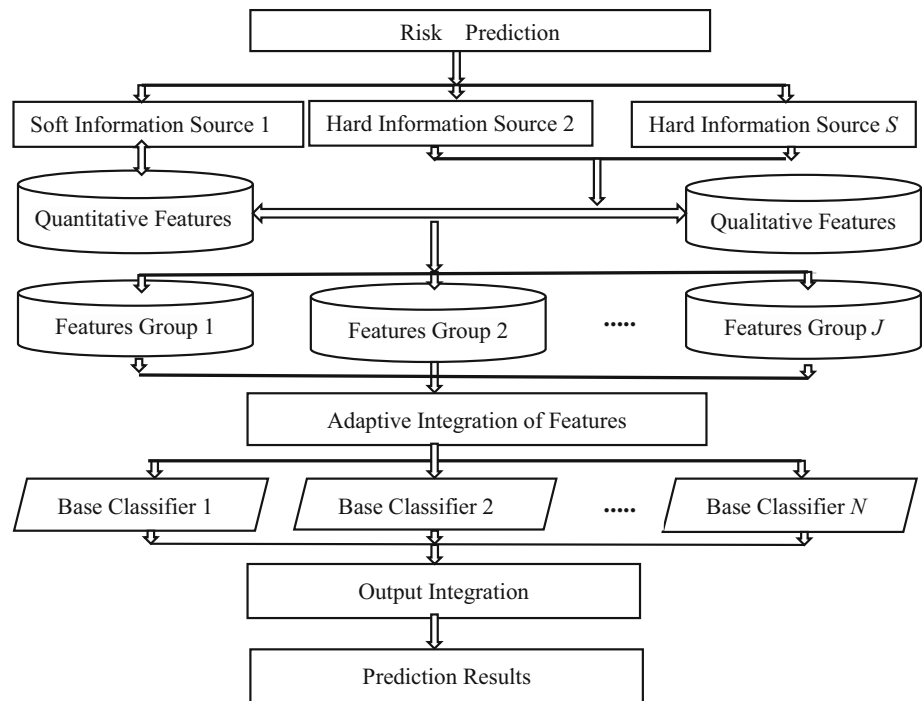 Risk Prediction
Soft Information Source 1
Hard Information Source 2
Hard Information Source S
Quantitative Features
Qualitative Features
Features Group 1
Features Group 2
.....
Features Group J
Adaptive Integration of Features
Base Classifier 1
Base Classifier 2
.....
Base Classifier N
Output Integration
Prediction Results